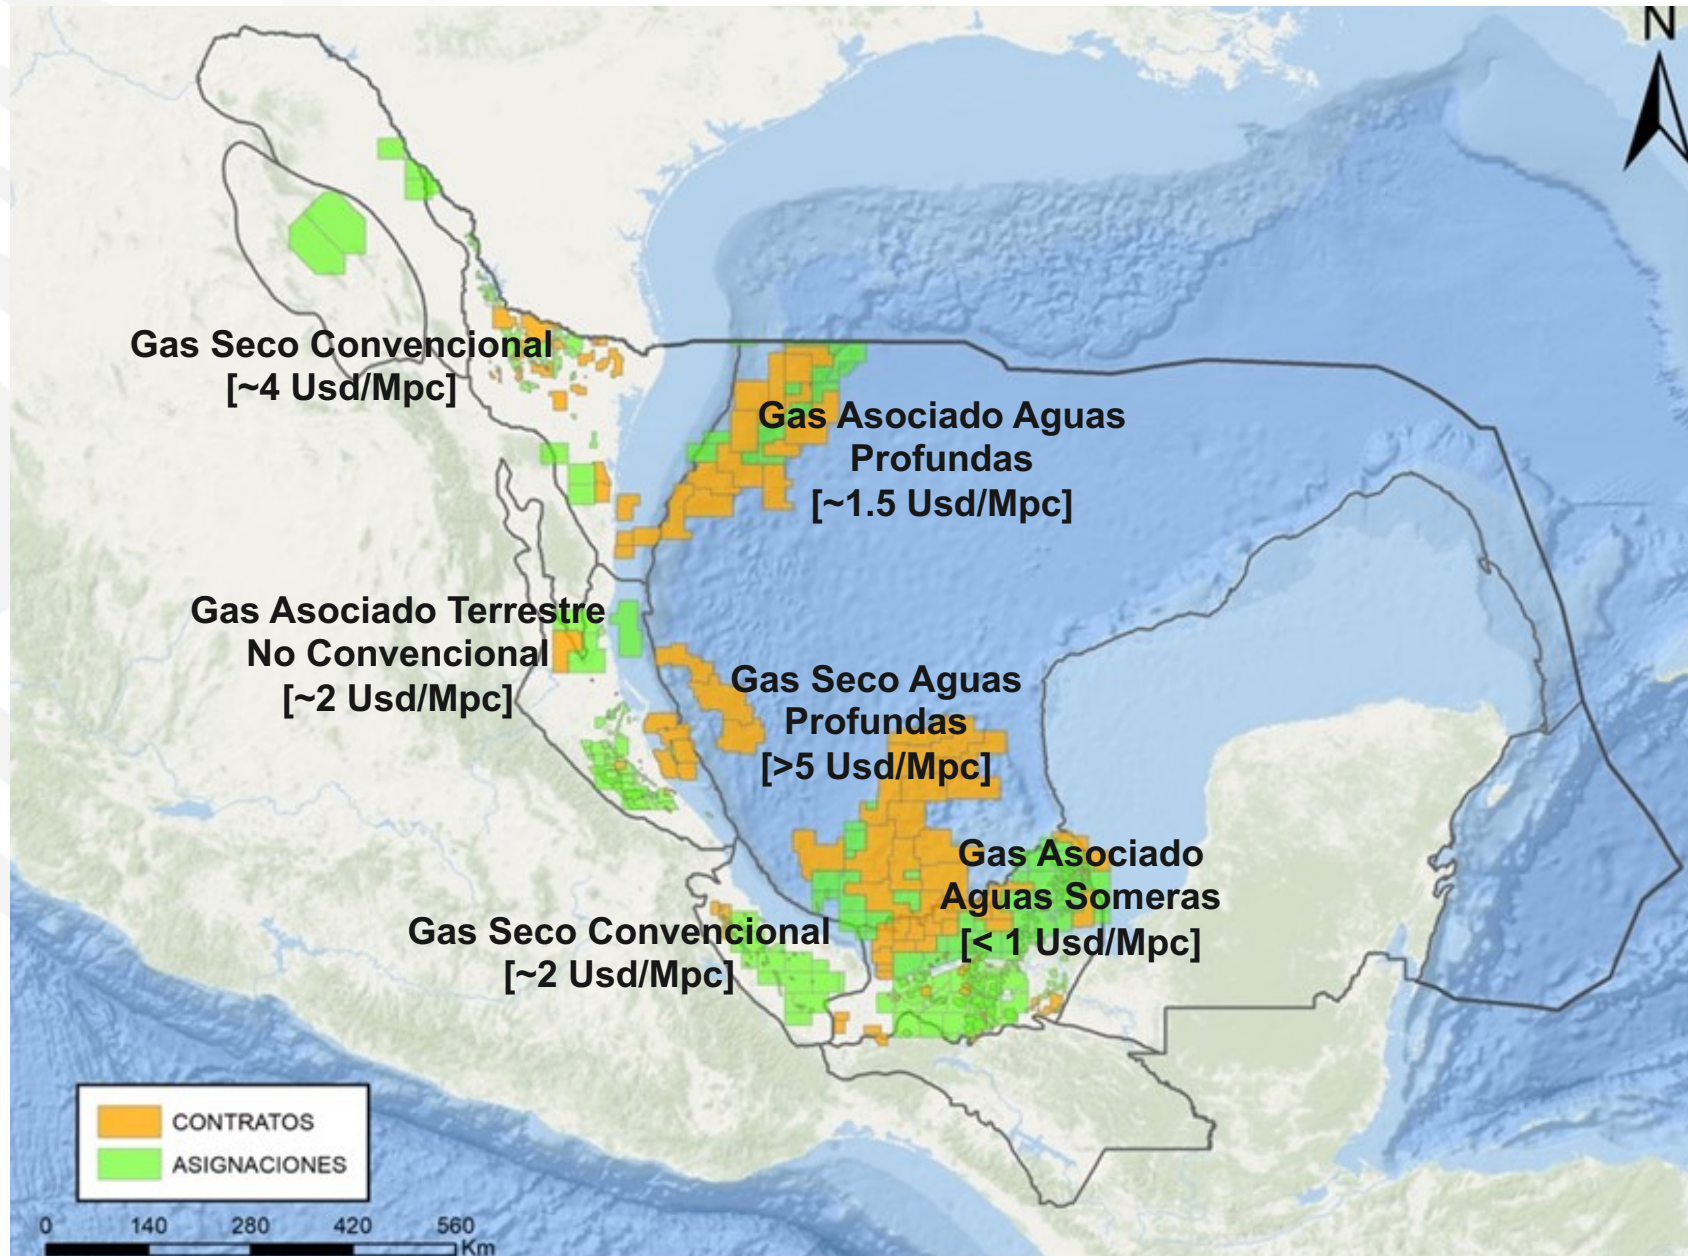 N
Gas Seco Convencional
[~4 Usd/Mpc]
Gas Asociado Aguas
Profundas
[~1.5 Usd/Mpc]
Gas Asociado Terrestre
No Convencional
[~2 Usd/Mpc]
Gas Seco Aguas
Profundas
[>5 Usd/Mpc]
Gas Asociado
Aguas Someras
[< 1 Usd/Mpc]
Gas Seco Convencional
[~2 Usd/Mpc]
CONTRATOS
ASIGNACIONES
0 140 280 420 560
Km